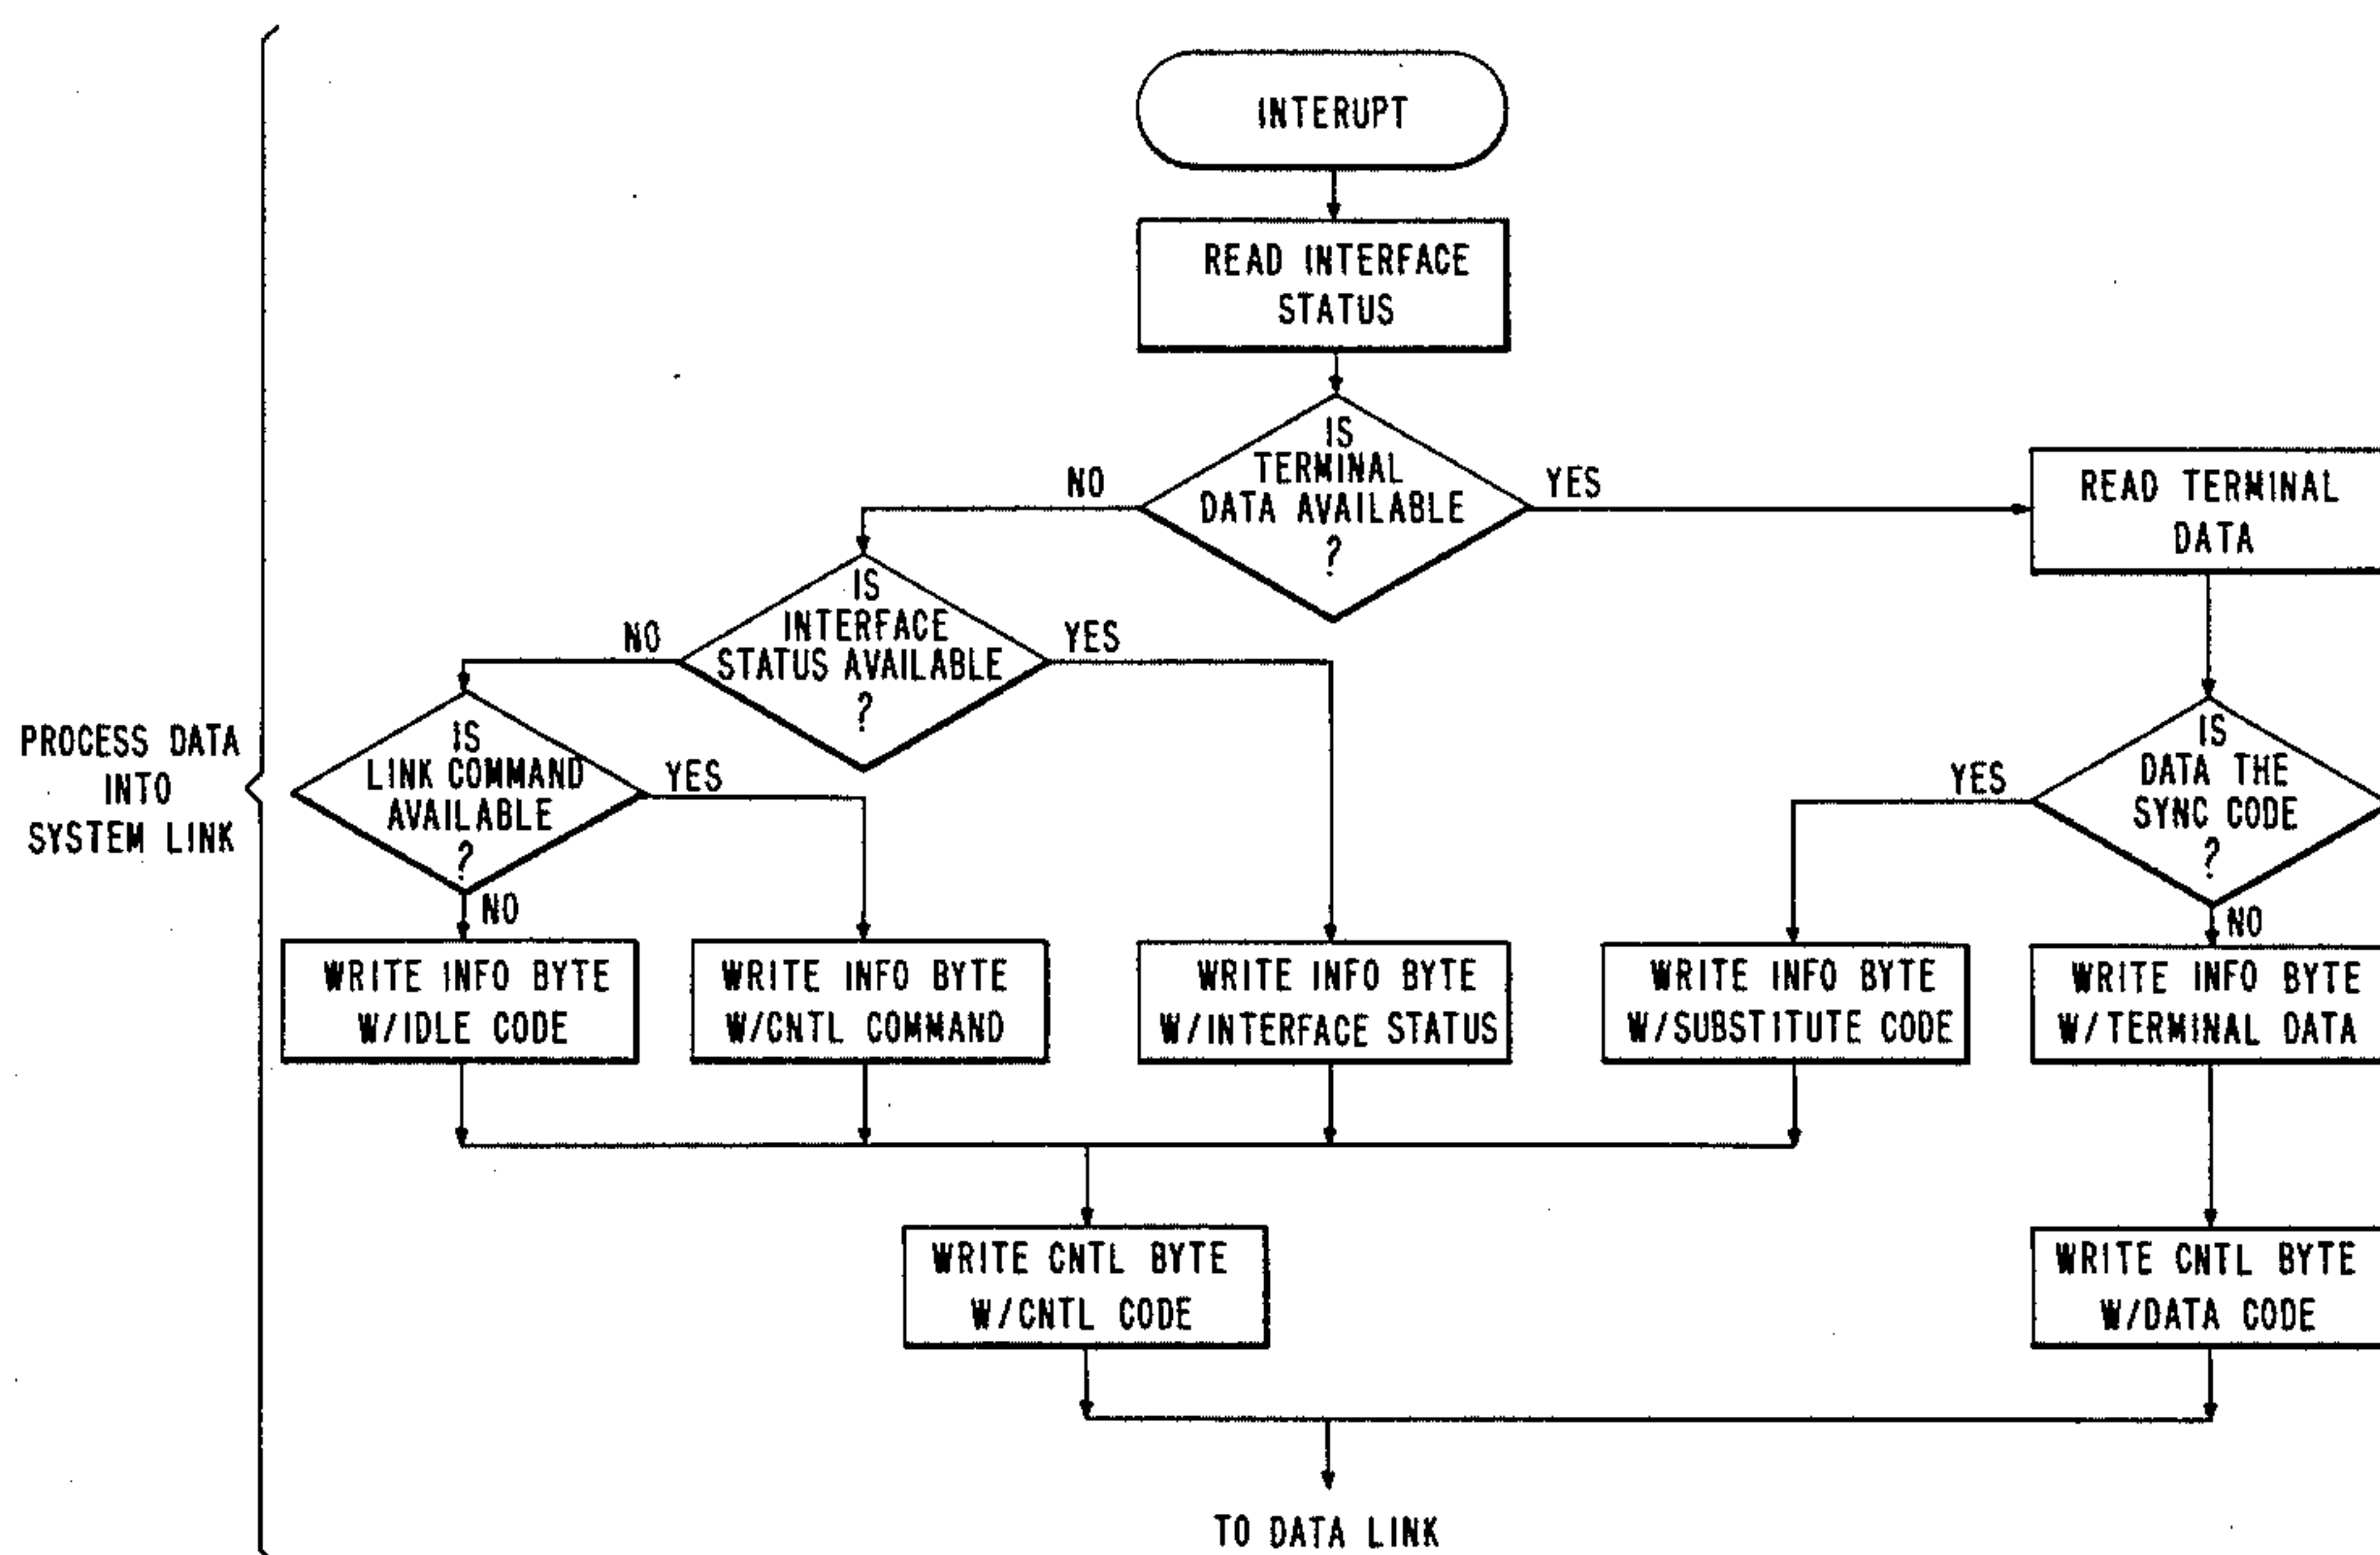 INTERUPT
READ INTERFACE
STATUS
IS
TERMINAL
DATA AVAILABLE
?
NO
YES
READ TERMINAL
DATA
IS
INTERFACE
STATUS AVAILABLE
?
NO
YES
IS
LINK COMMAND
AVAILABLE
?
YES
NO
IS
DATA THE
SYNC CODE
?
YES
NO
PROCESS DATA
INTO
SYSTEM LINK
WRITE INFO BYTE
W/IDLE CODE
WRITE INFO BYTE
W/CNTL COMMAND
WRITE INFO BYTE
W/INTERFACE STATUS
WRITE INFO BYTE
W/SUBSTITUTE CODE
WRITE INFO BYTE
W/TERMINAL DATA
WRITE CNTL BYTE
W/CNTL CODE
WRITE CNTL BYTE
W/DATA CODE
TO DATA LINK